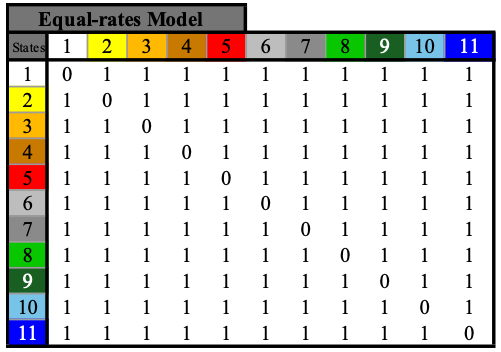 Equal-rates Model
States 1 2 3 4 5 6 7 8 9 10 11
1 0 1 1 1 1 1 1 1 1 1 1
2 1 0 1 1 1 1 1 1 1 1 1
3 1 1 0 1 1 1 1 1 1 1 1
4 1 1 1 0 1 1 1 1 1 1 1
5 1 1 1 1 0 1 1 1 1 1 1
6 1 1 1 1 1 0 1 1 1 1 1
7 1 1 1 1 1 1 0 1 1 1 1
8 1 1 1 1 1 1 1 0 1 1 1
9 1 1 1 1 1 1 1 1 0 1 1
10 1 1 1 1 1 1 1 1 1 0 1
11 1 1 1 1 1 1 1 1 1 1 0